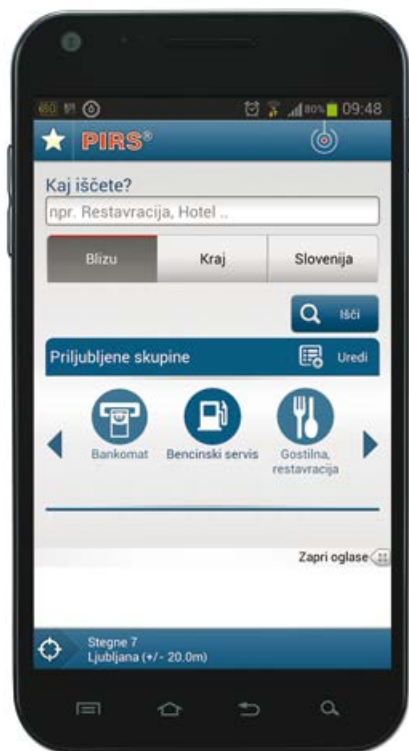 80% 09:48
PIRS®
Kaj iščete?
npr. Restavracija, Hotel ..
Blizu Kraj Slovenija
Išči
Priljubljene skupine Uredi
Bankomat Bencinski servis Gostilna, restavracija
Zapri oglase
Stegne 7
Ljubljana (+/- 20.0m)